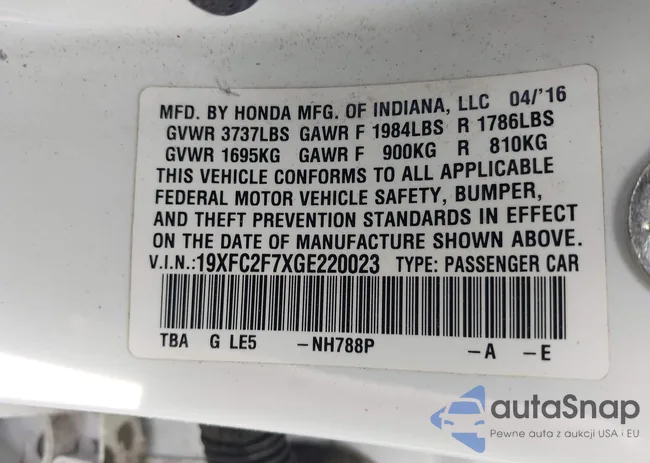 MFD. BY HONDA MFG. OF INDIANA, LLC 04/'16
GVWR 3737LBS GAWR F 1984LBS R 1786LBS
GVWR 1695KG GAWR F 900KG R 810KG
THIS VEHICLE CONFORMS TO ALL APPLICABLE
FEDERAL MOTOR VEHICLE SAFETY, BUMPER,
AND THEFT PREVENTION STANDARDS IN EFFECT
ON THE DATE OF MANUFACTURE SHOWN ABOVE.
V.I.N.:19XFC2F7XGE220023 TYPE: PASSENGER CAR
TBA G LE5 -NH788P -A -E
autaSnap
Pewne auta z aukcji USA i EU